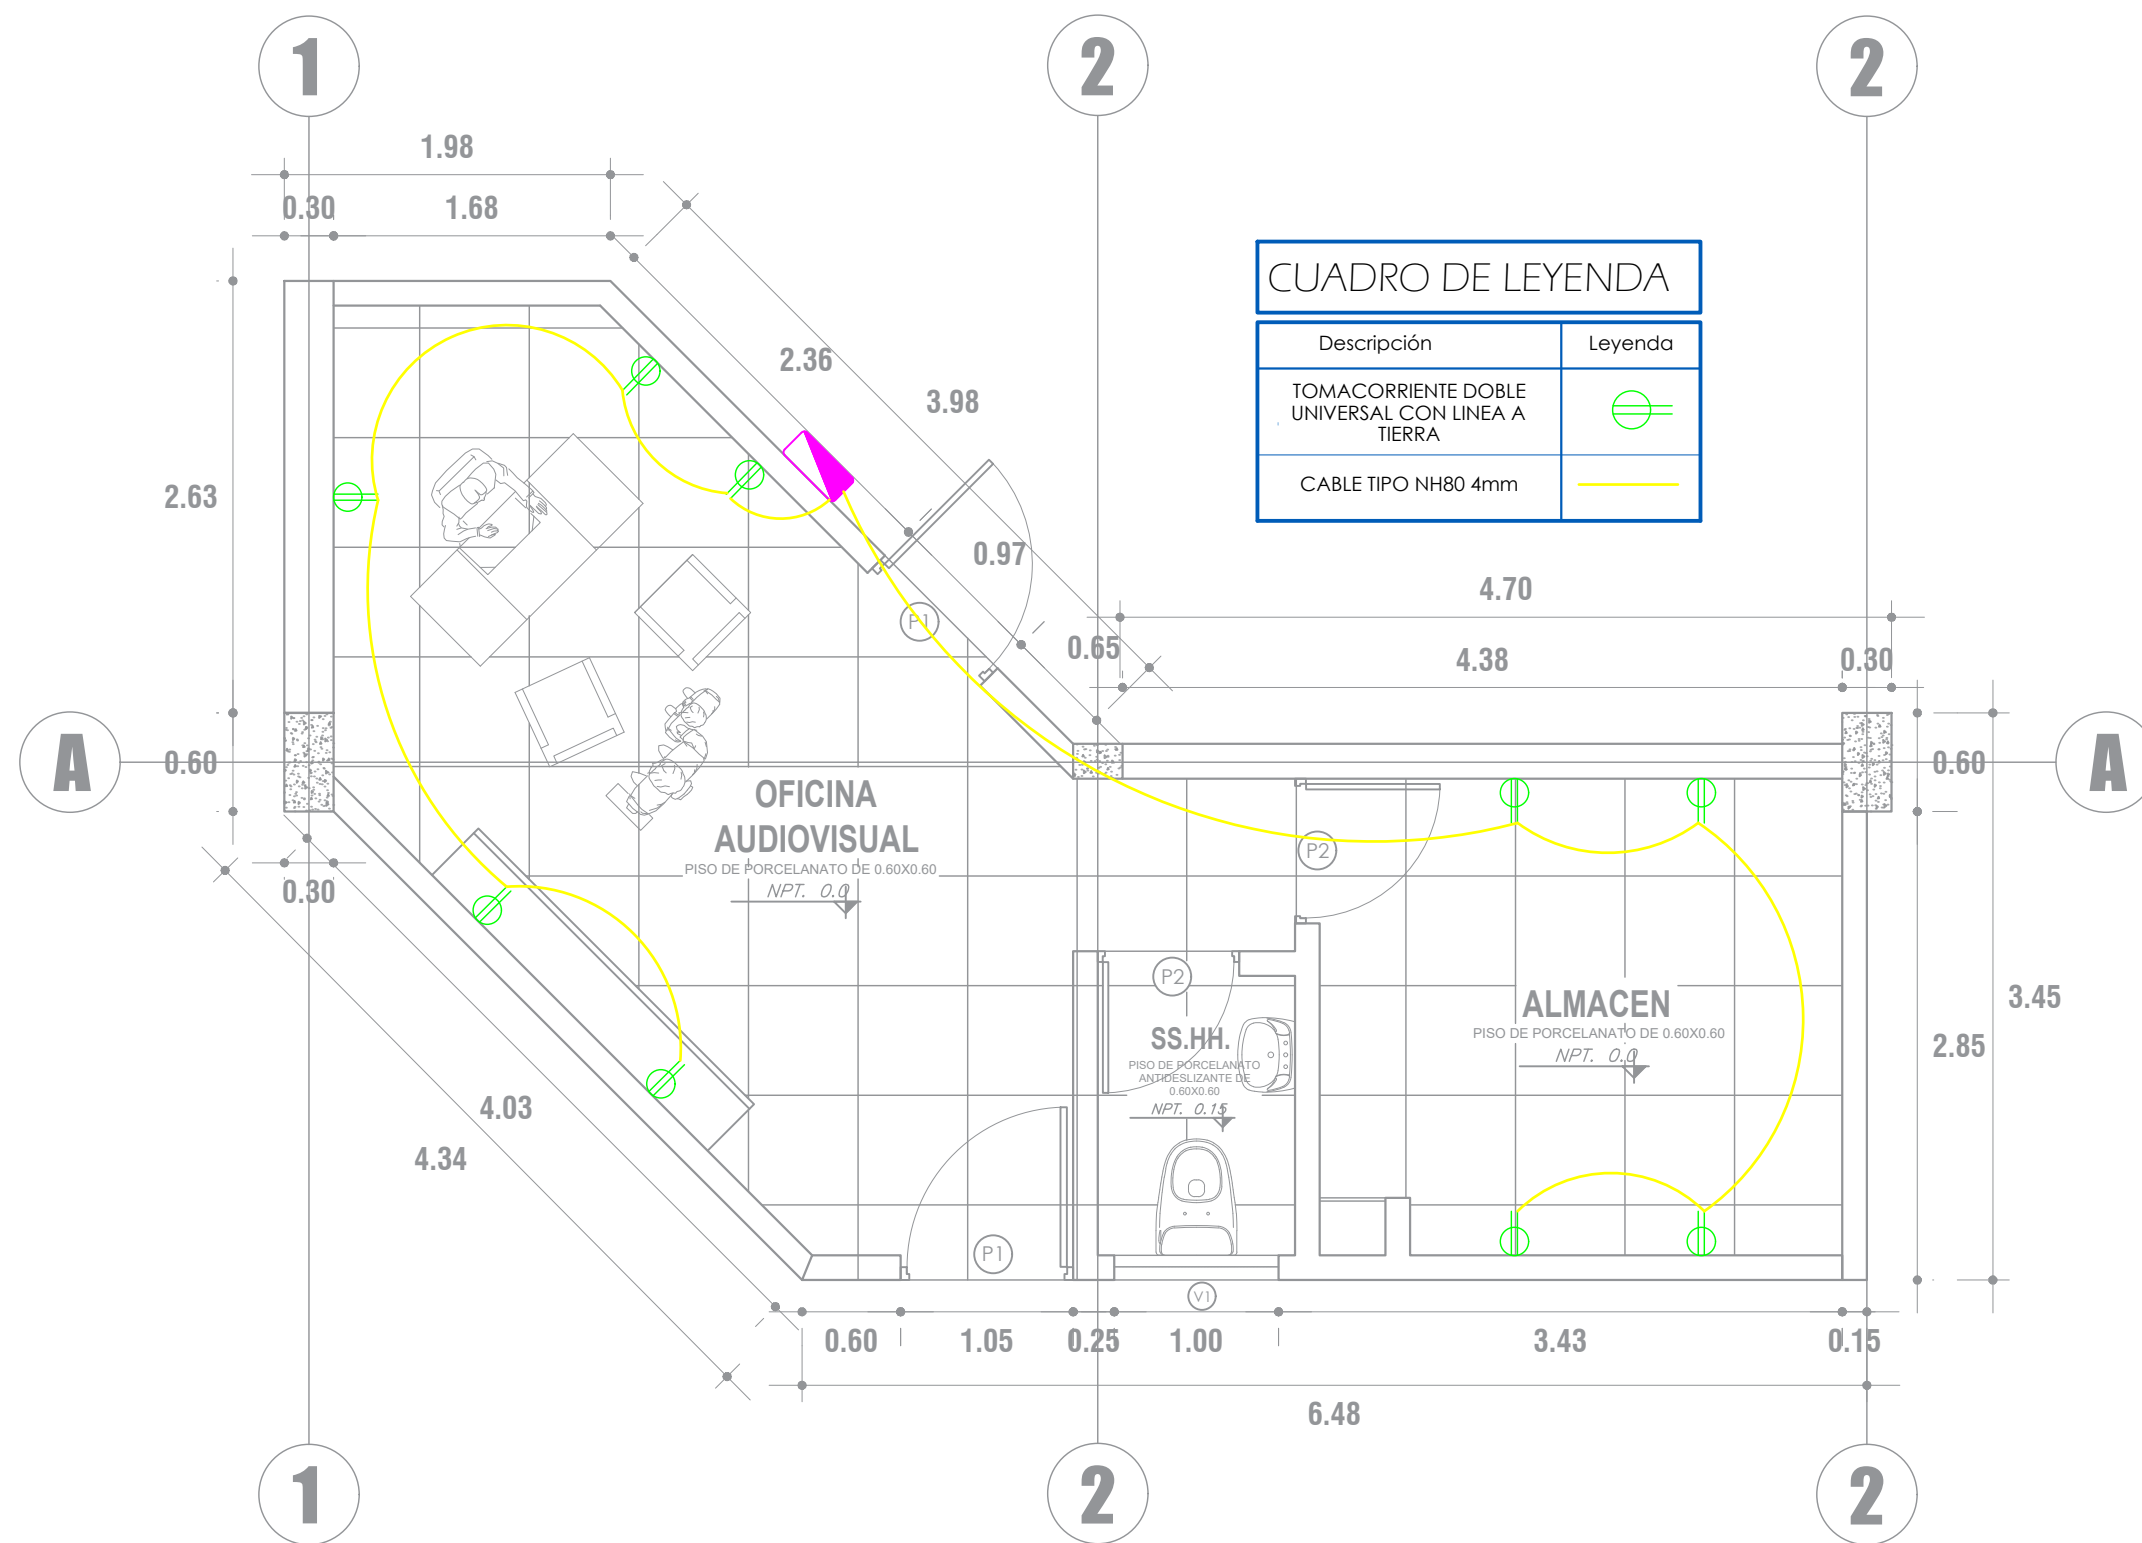 1
2
2
1.98
0.30
1.68
2.36
3.98
CUADRO DE LEYENDA
Descripción
Leyenda
TOMACORRIENTE DOBLE
UNIVERSAL CON LINEA A
TIERRA
CABLE TIPO NH80 4mm
2.63
0.97
4.70
P1
0.65
4.38
0.30
A
0.60
0.60
A
OFICINA
AUDIOVISUAL
PISO DE PORCELANATO DE 0.60X0.60
NPT. 0.0
P2
0.30
P2
ALMACEN
PISO DE PORCELANATO DE 0.60X0.60
NPT. 0.0
3.45
2.85
SS.HH.
PISO DE PORCELANATO
ANTIDESLIZANTE DE
0.60X0.60
NPT. 0.15
4.03
4.34
P1
V1
0.60
1.05
0.25
1.00
3.43
0.15
6.48
1
2
2